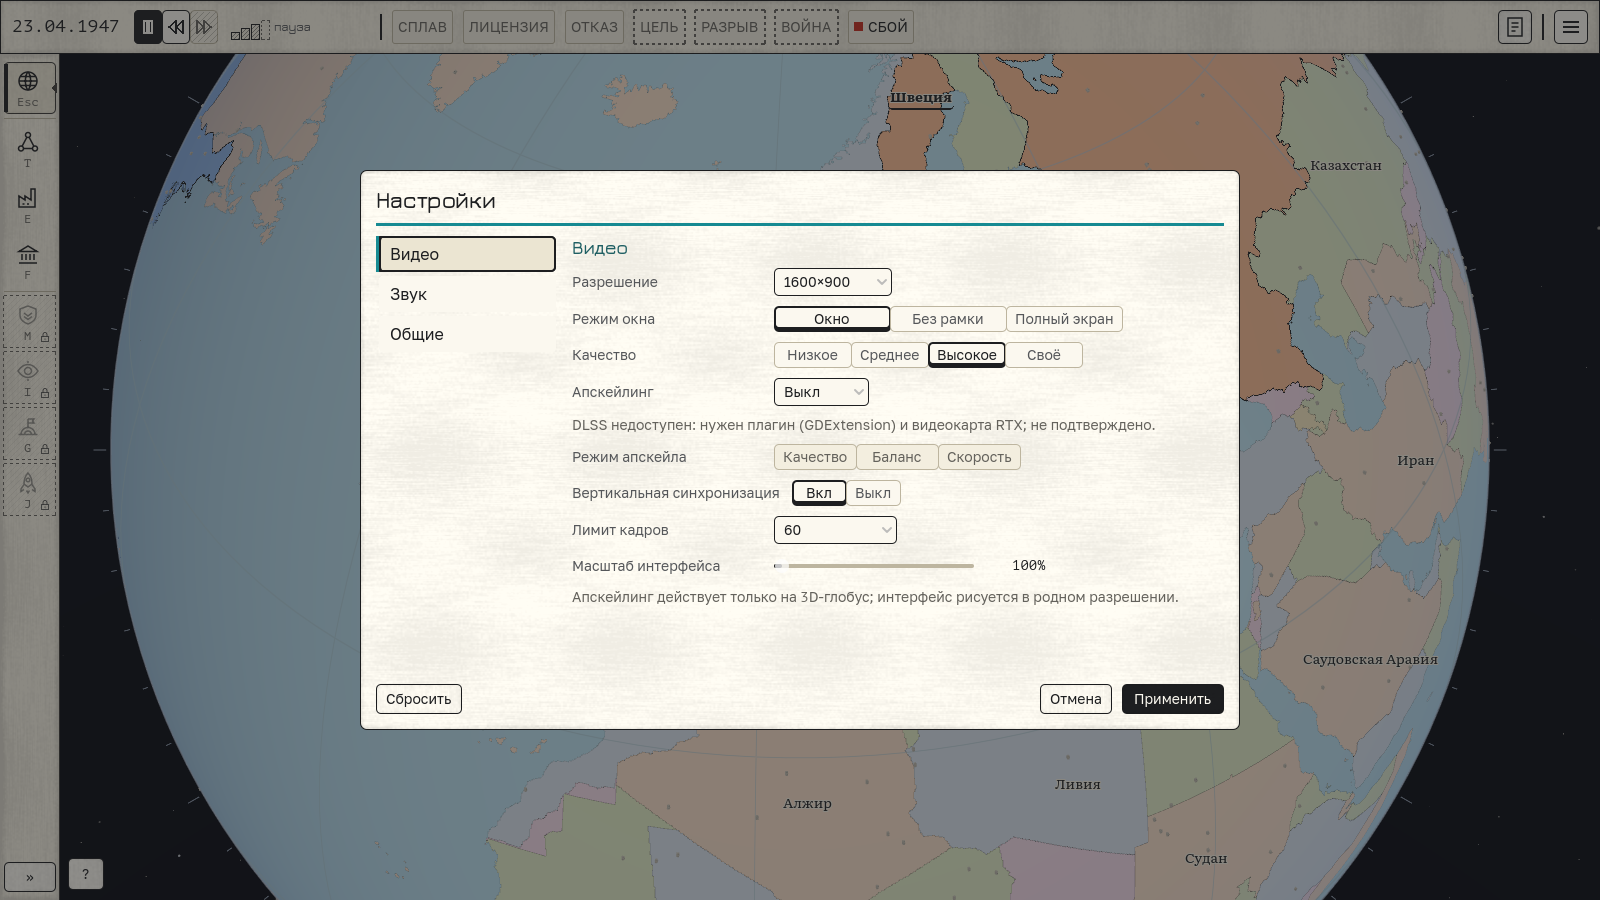 23.04.1947
пауза
СПЛАВ
ЛИЦЕНЗИЯ
ОТКАЗ
ЦЕЛЬ
РАЗРЫВ
ВОЙНА
СБОЙ
Esc
T
E
F
M
I
G
J
»
?
Швеция
Казахстан
Иран
Саудовская Аравия
Ливия
Алжир
Судан
Настройки
Видео
Звук
Общие
Видео
Разрешение 1600×900
Режим окна Окно Без рамки Полный экран
Качество Низкое Среднее Высокое Своё
Апскейлинг Выкл
DLSS недоступен: нужен плагин (GDExtension) и видеокарта RTX; не подтверждено.
Режим апскейла Качество Баланс Скорость
Вертикальная синхронизация Вкл Выкл
Лимит кадров 60
Масштаб интерфейса 100%
Апскейлинг действует только на 3D-глобус; интерфейс рисуется в родном разрешении.
Сбросить
Отмена
Применить